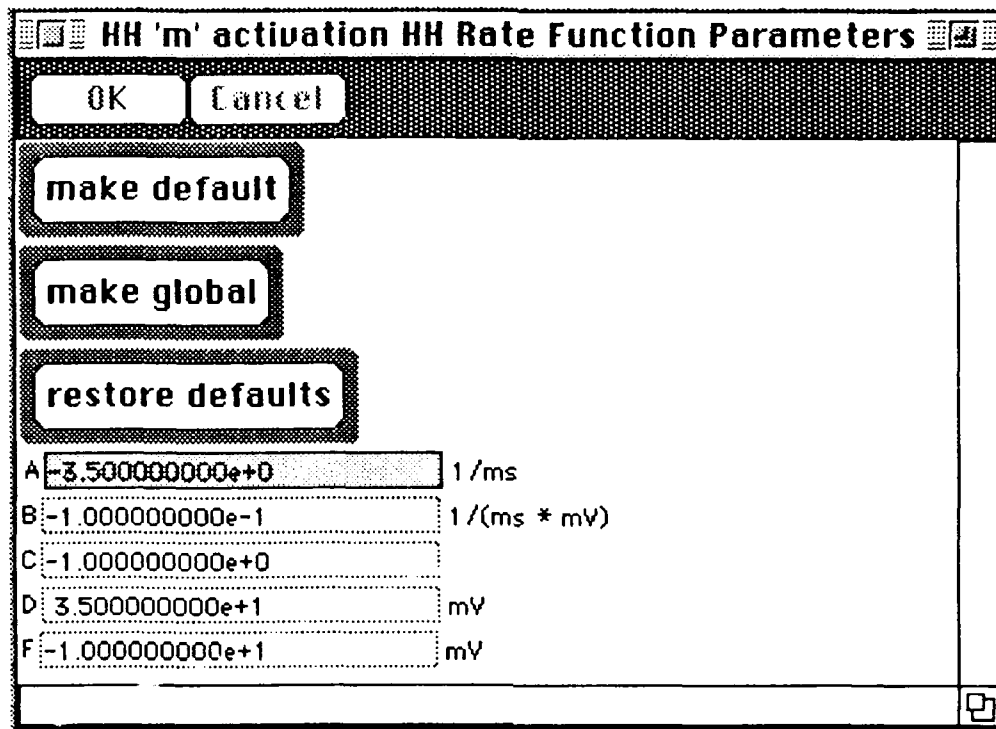 HH 'm' activation HH Rate Function Parameters
OK Cancel
make default
make global
restore defaults
A -3.500000000e+0 1/ms
B -1.000000000e-1 1/(ms * mV)
C -1.000000000e+0
D 3.500000000e+1 mV
F -1.000000000e+1 mV